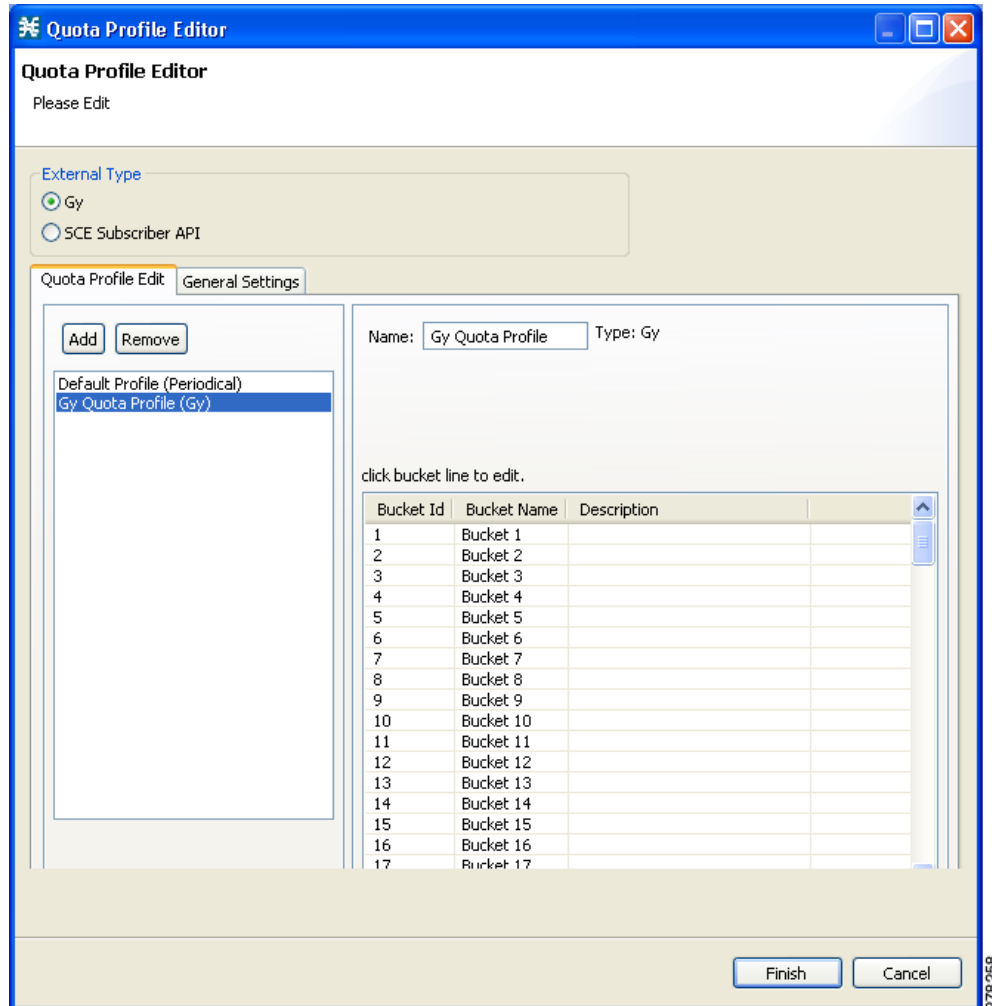 Quota Profile Editor
Quota Profile Editor
Please Edit
External Type
Gy
SCE Subscriber API
Quota Profile Edit General Settings
Add Remove
Default Profile (Periodical)
Gy Quota Profile (Gy)
Name: Gy Quota Profile Type: Gy
click bucket line to edit.
Bucket Id Bucket Name Description
1 Bucket 1
2 Bucket 2
3 Bucket 3
4 Bucket 4
5 Bucket 5
6 Bucket 6
7 Bucket 7
8 Bucket 8
9 Bucket 9
10 Bucket 10
11 Bucket 11
12 Bucket 12
13 Bucket 13
14 Bucket 14
15 Bucket 15
16 Bucket 16
17 Bucket 17
Finish Cancel